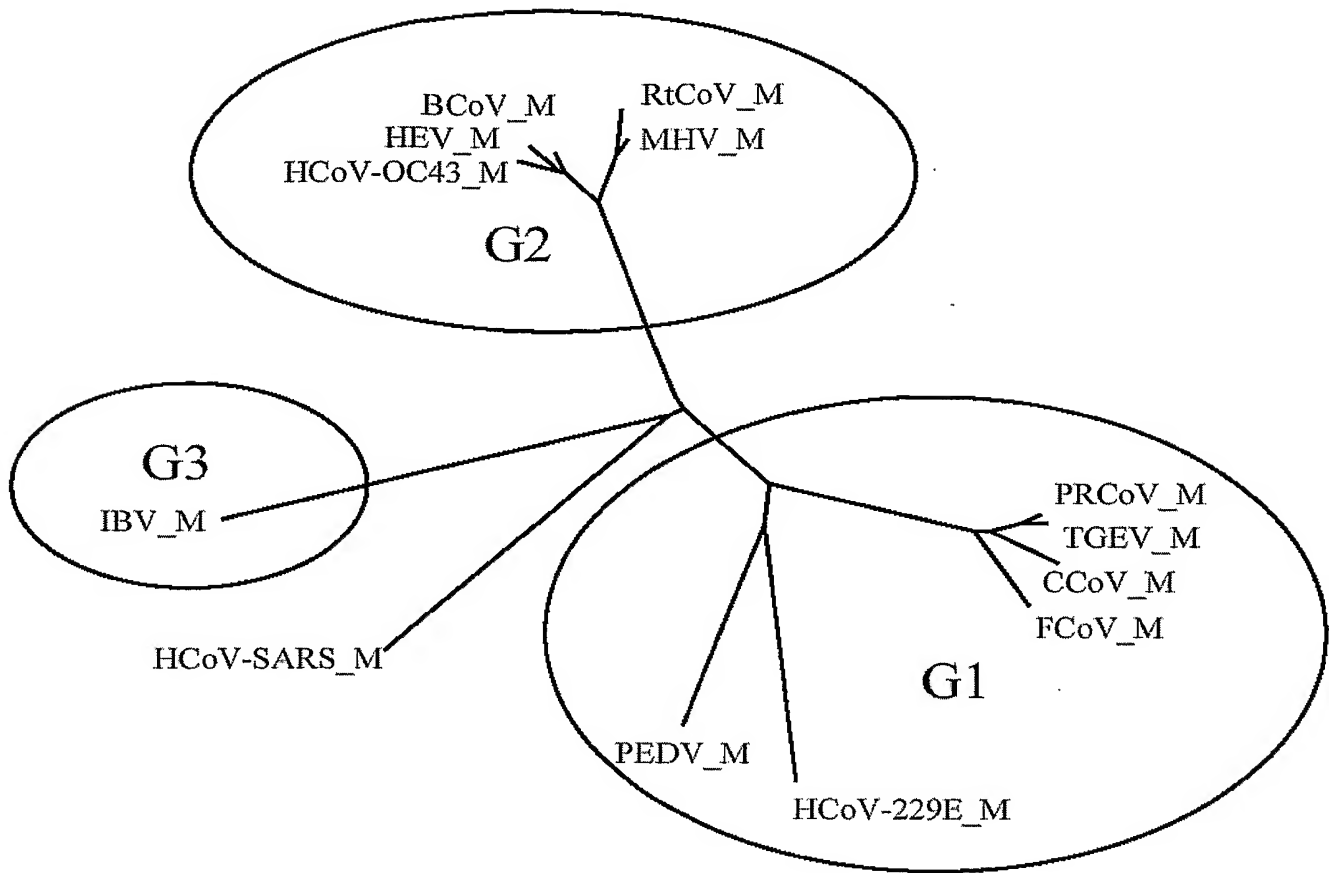 BCoV_M
RtCoV_M
HEV_M
MHV_M
HCoV-OC43_M
G2
G3
IBV_M
PRCoV_M
TGEV_M
CCoV_M
FCoV_M
HCoV-SARS_M
G1
PEDV_M
HCoV-229E_M